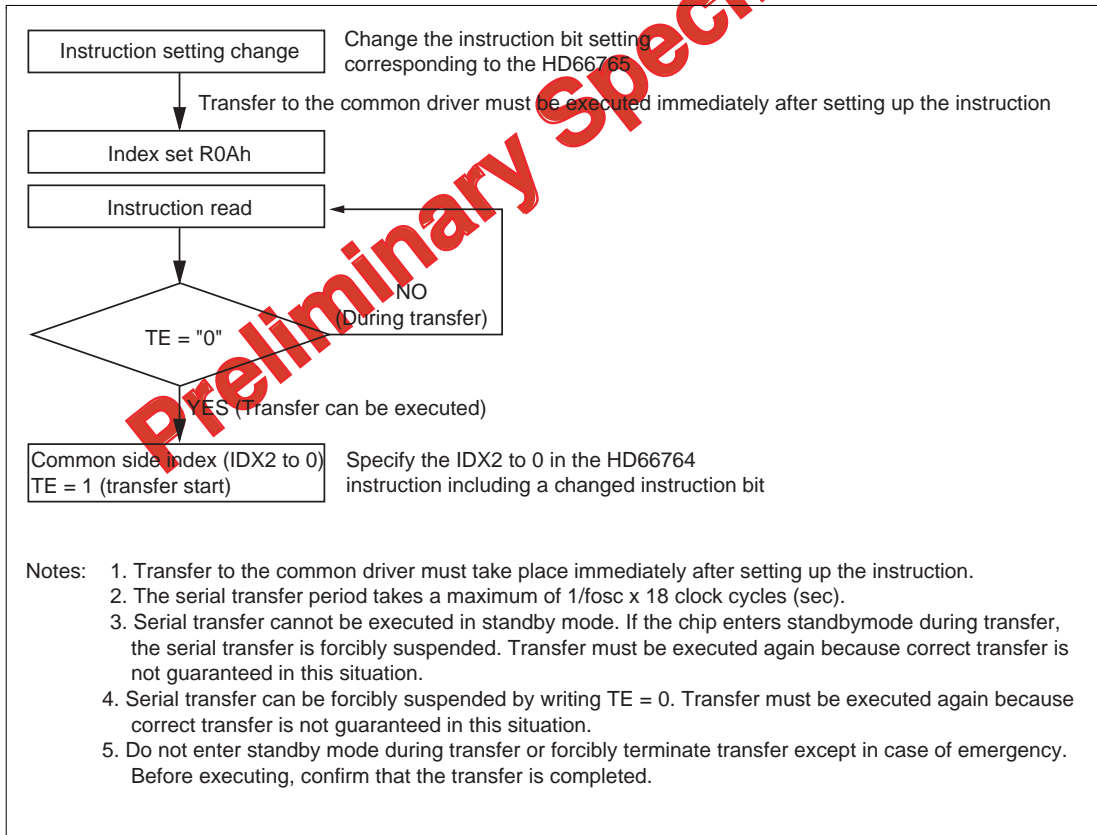 Instruction setting change
Change the instruction bit setting
corresponding to the HD66765
Transfer to the common driver must be executed immediately after setting up the instruction
Index set R0Ah
Instruction read
NO
(During transfer)
TE = "0"
YES (Transfer can be executed)
Common side index (IDX2 to 0)
TE = 1 (transfer start)
Specify the IDX2 to 0 in the HD66764
instruction including a changed instruction bit
Notes: 1. Transfer to the common driver must take place immediately after setting up the instruction.
2. The serial transfer period takes a maximum of 1/fosc x 18 clock cycles (sec).
3. Serial transfer cannot be executed in standby mode. If the chip enters standbymode during transfer,
the serial transfer is forcibly suspended. Transfer must be executed again because correct transfer is
not guaranteed in this situation.
4. Serial transfer can be forcibly suspended by writing TE = 0. Transfer must be executed again because
correct transfer is not guaranteed in this situation.
5. Do not enter standby mode during transfer or forcibly terminate transfer except in case of emergency.
Before executing, confirm that the transfer is completed.
Preliminary Speci